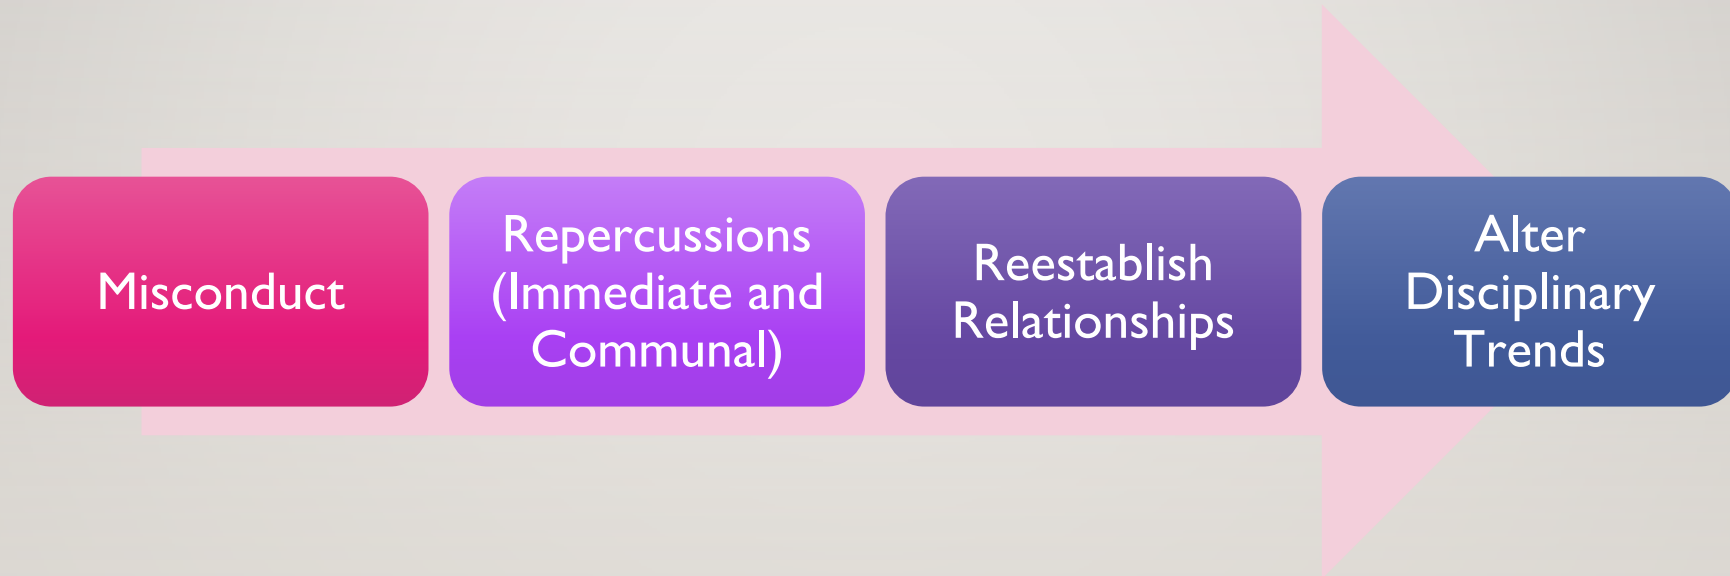 Misconduct
Repercussions
(Immediate and
Communal)
Reestablish
Relationships
Alter
Disciplinary
Trends